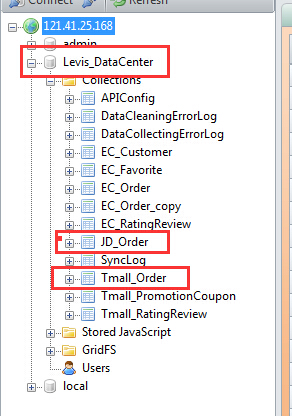 Connect
Refresh
121.41.25.168
admin
Levis_DataCenter
Collections
APIConfig
DataCleaningErrorLog
DataCollectingErrorLog
EC_Customer
EC_Favorite
EC_Order
EC_Order_copy
EC_RatingReview
JD_Order
SyncLog
Tmall_Order
Tmall_PromotionCoupon
Tmall_RatingReview
Stored JavaScript
GridFS
Users
local